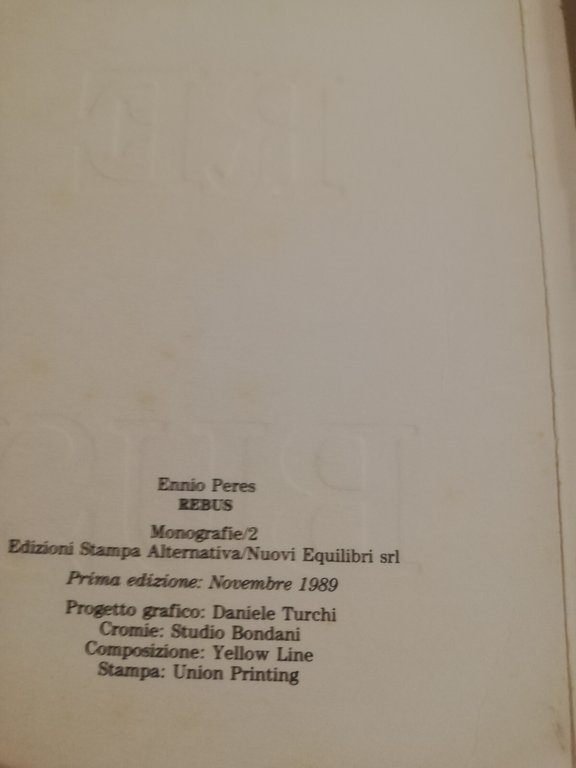 Ennio Peres
REBUS
Monografie/2
Edizioni Stampa Alternativa/Nuovi Equilibri srl
Prima edizione: Novembre 1989
Progetto grafico: Daniele Turchi
Cromie: Studio Bondani
Composizione: Yellow Line
Stampa: Union Printing